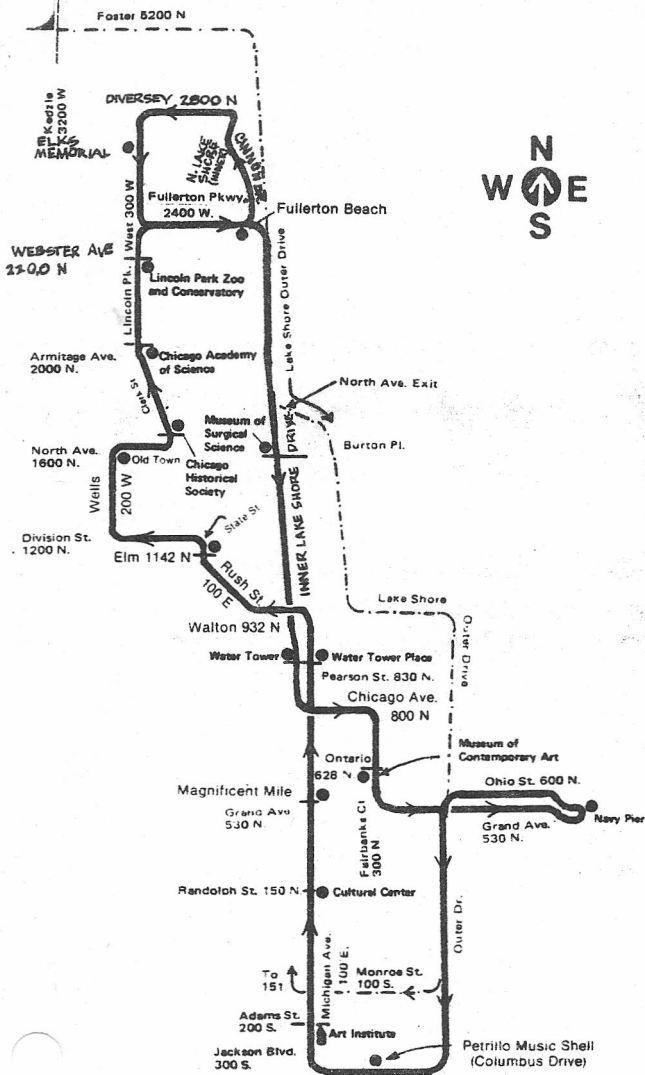 Foster 5200 N
Kedzie
3200 W
DIVERSEY 2800 N
ELKS
MEMORIAL
N. LAKE
SHORE
(INNER)
CANNON DR
N
W E
S
West 300 W
Fullerton Pkwy.
2400 W.
Fullerton Beach
WEBSTER AVE
2200 N
Lincoln Park Zoo
and Conservatory
Lincoln Pk.
Lake Shore Outer Drive
Armitage Ave.
2000 N.
Chicago Academy
of Science
Clark St
North Ave. Exit
Museum of
Surgical
Science
Burton Pl.
North Ave.
1600 N.
Old Town
Chicago
Historical
Society
Wells
200 W
INNER LAKE SHORE DRIVE
State St
Division St.
1200 N.
Elm 1142 N
Rush St.
100 E
Lake Shore
Outer Drive
Walton 932 N
Water Tower
Water Tower Place
Pearson St. 830 N.
Chicago Ave.
800 N
Museum of
Contemporary Art
Ontario
628 N.
Ohio St. 600 N.
Magnificent Mile
Grand Ave
530 N.
Fairbanks Ct
300 N
Grand Ave.
530 N.
Navy Pier
Randolph St. 150 N.
Cultural Center
Outer Dr.
Michigan Ave.
100 E.
To
151
Monroe St.
100 S.
Adams St.
200 S.
Art Institute
Jackson Blvd.
300 S.
Petrillo Music Shell
(Columbus Drive)